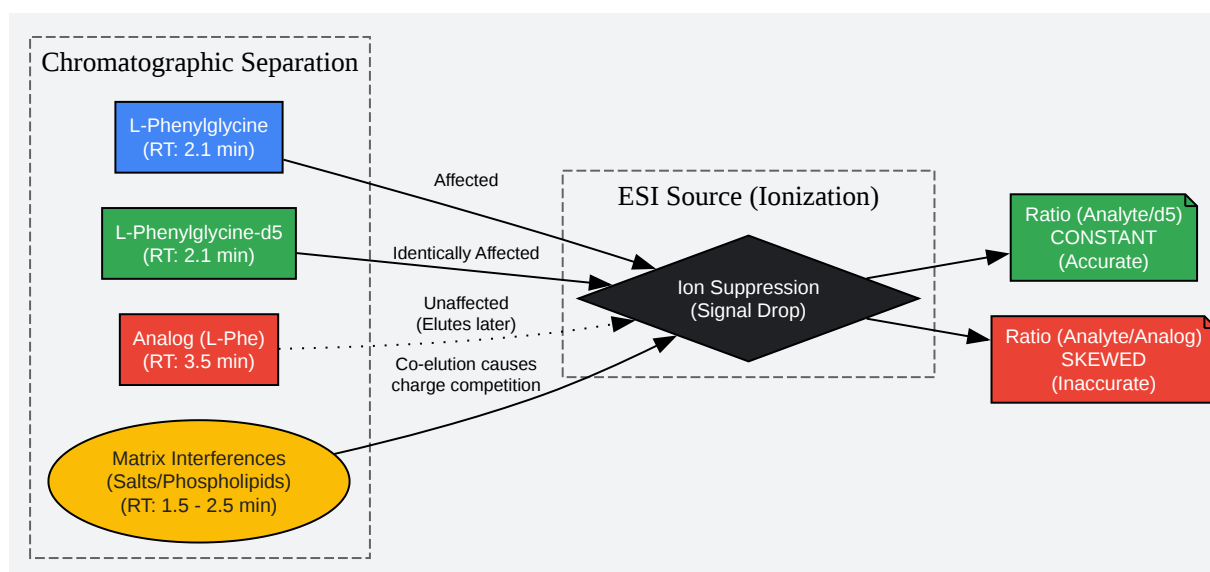 Chromatographic Separation
L-Phenylglycine
(RT: 2.1 min)
L-Phenylglycine-d5
(RT: 2.1 min)
Analog (L-Phe)
(RT: 3.5 min)
Matrix Interferences
(Salts/Phospholipids)
(RT: 1.5 - 2.5 min)
Affected
Identically Affected
Unaffected
(Elutes later)
Co-elution causes
charge competition
ESI Source (Ionization)
Ion Suppression
(Signal Drop)
Ratio (Analyte/d5)
CONSTANT
(Accurate)
Ratio (Analyte/Analog)
SKEWED
(Inaccurate)